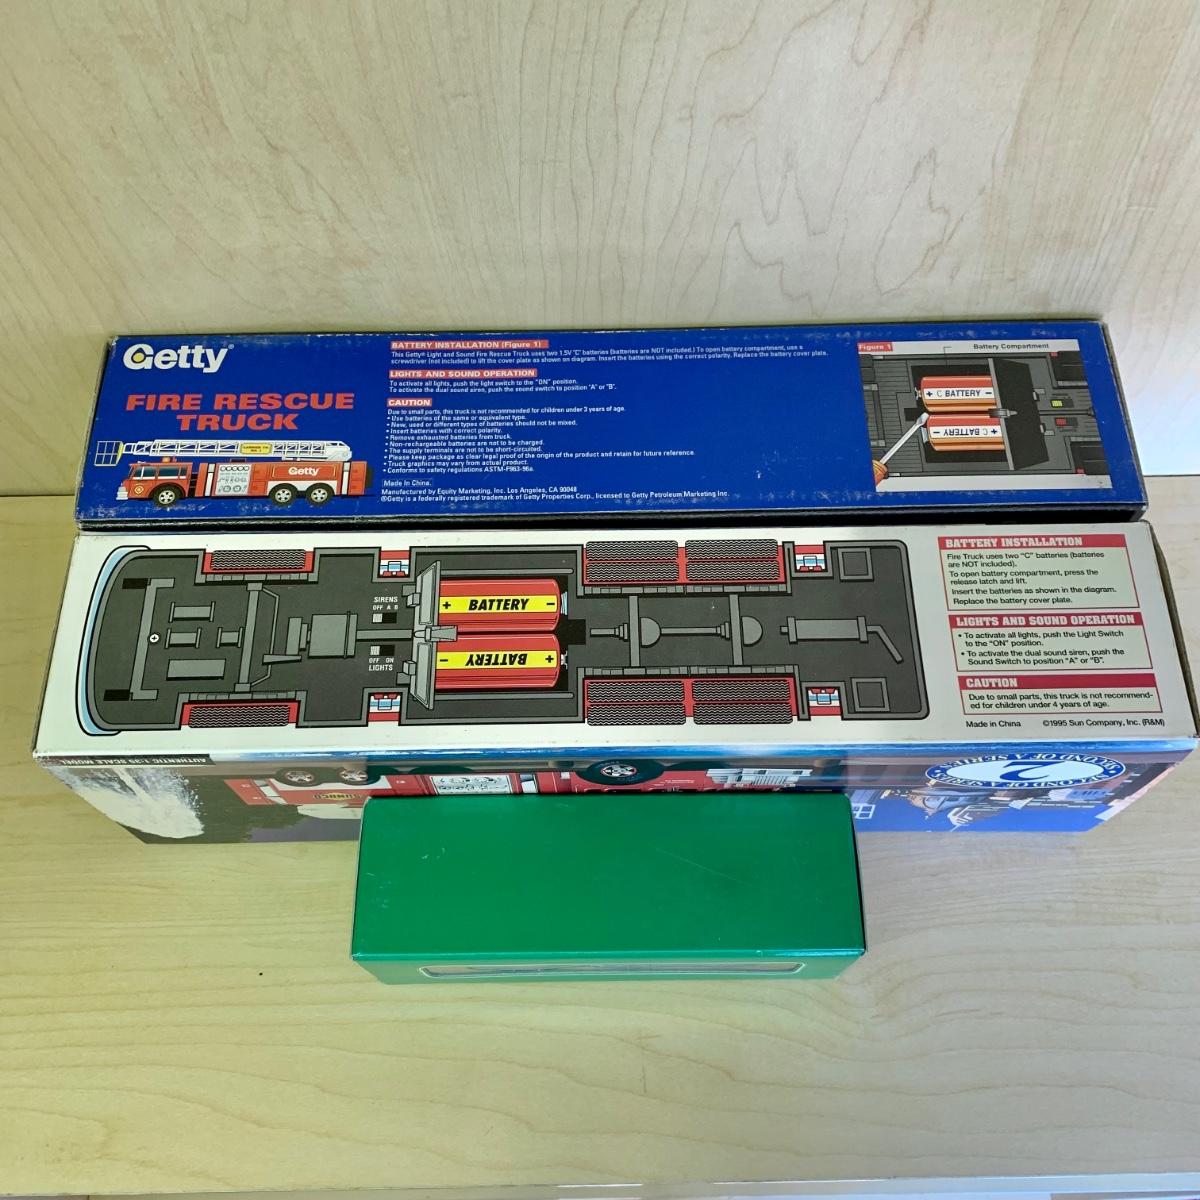 Getty®
FIRE RESCUE
TRUCK
Getty
BATTERY INSTALLATION (Figure 1)
This Getty® Light and Sound Fire Rescue Truck uses two 1.5V "C" batteries (batteries are NOT included.) To open battery compartment, use a
screwdriver (not included) to lift the cover plate as shown on diagram. Insert the batteries using the correct polarity. Replace the battery cover plate.
LIGHTS AND SOUND OPERATION
To activate all lights, push the light switch to the "ON" position.
To activate the dual sound siren, push the sound switch to position "A" or "B".
CAUTION
Due to small parts, this truck is not recommended for children under 3 years of age.
• Use batteries of the same or equivalent type.
• New, used or different types of batteries should not be mixed.
• Insert batteries with correct polarity.
• Remove exhausted batteries from truck.
• Non-rechargeable batteries are not to be charged.
• The supply terminals are not to be short-circuited.
• Please keep package as clear legal proof of the origin of the product and retain for future reference.
• Truck graphics may vary from actual product.
• Conforms to safety regulations ASTM-F963-96a.
Made In China.
Manufactured by Equity Marketing, Inc. Los Angeles, CA 90048
©Getty is a federally registered trademark of Getty Properties Corp., licensed to Getty Petroleum Marketing Inc.
Figure 1
Battery Compartment
+ C BATTERY −
+ C BATTERY −
SIRENS
OFF A B
OFF ON
LIGHTS
+ BATTERY −
+ BATTERY −
BATTERY INSTALLATION
Fire Truck uses two "C" batteries (batteries
are NOT included).
To open battery compartment, press the
release latch and lift.
Insert the batteries as shown in the diagram.
Replace the battery cover plate.
LIGHTS AND SOUND OPERATION
• To activate all lights, push the Light Switch
to the "ON" position.
• To activate the dual sound siren, push the
Sound Switch to position "A" or "B".
CAUTION
Due to small parts, this truck is not recommend-
ed for children under 4 years of age.
Made in China ©1995 Sun Company, Inc. (R&M)
AUTHENTIC 1:35 SCALE MODEL
SUNOCO
SECOND OF A SERIES
2
SECOND OF A SERIES